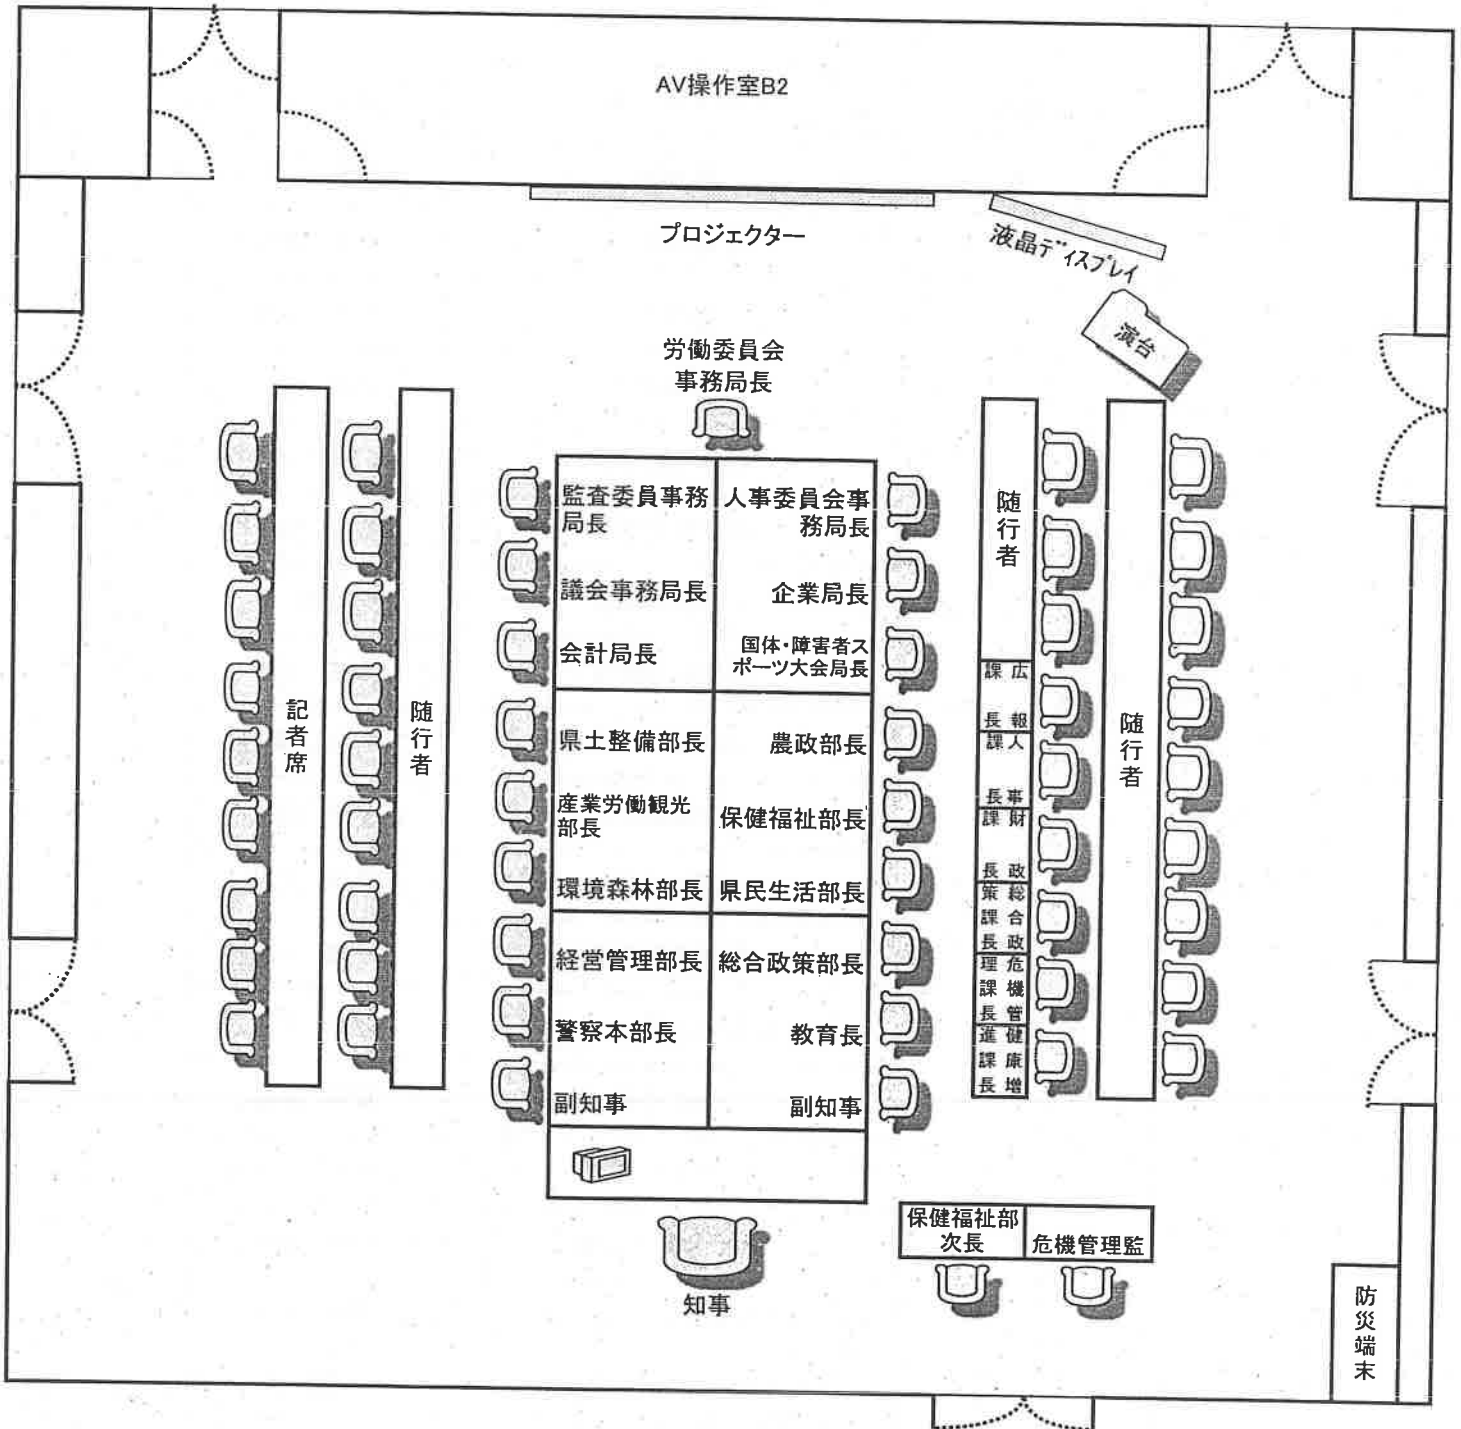 AV操作室B2
プロジェクター
液晶ディスプレイ
演台
労働委員会
事務局長
監査委員事務
局長
人事委員会事
務局長
議会事務局長
企業局長
会計局長
国体・障害者ス
ポーツ大会局長
県土整備部長
農政部長
産業労働観光
部長
保健福祉部長
環境森林部長
県民生活部長
経営管理部長
総合政策部長
警察本部長
教育長
副知事
副知事
知事
記者席
随行者
随行者
広報
課長
人事
課長
財政
課長
総合政
策課長
危機管
理課長
健康増
進課長
随行者
保健福祉部
次長
危機管理監
防災端末